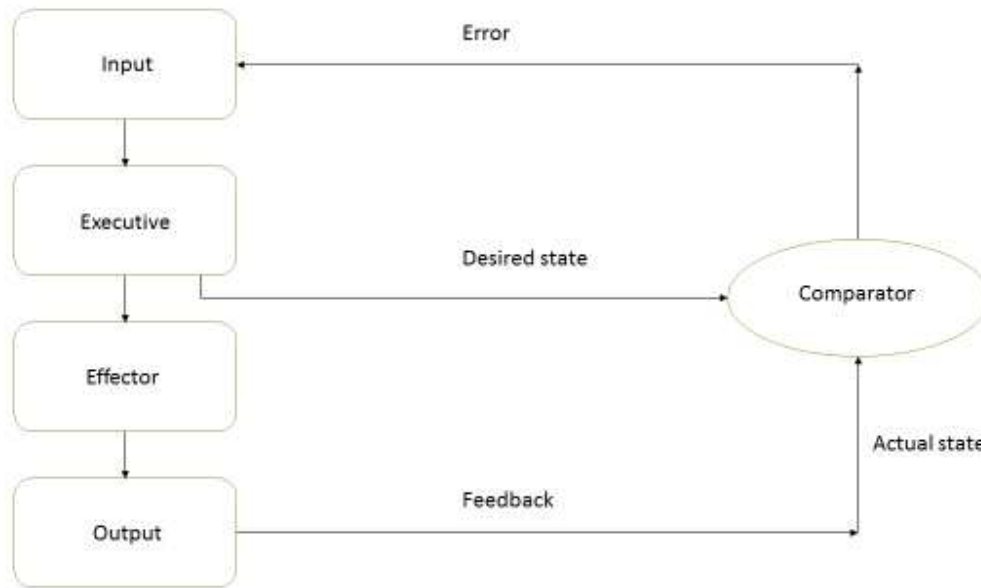 Input
Error
Executive
Desired state
Comparator
Effector
Actual state
Output
Feedback